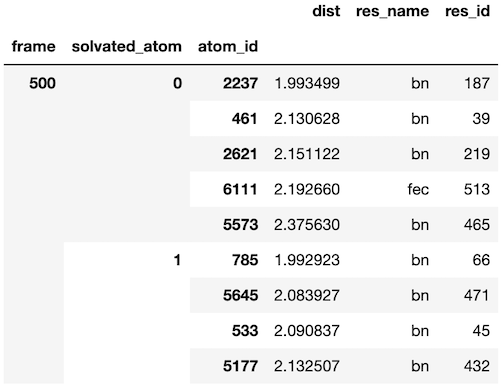 dist res_name res_id
frame solvated_atom atom_id
500 0 2237 1.993499 bn 187
461 2.130628 bn 39
2621 2.151122 bn 219
6111 2.192660 fec 513
5573 2.375630 bn 465
1 785 1.992923 bn 66
5645 2.083927 bn 471
533 2.090837 bn 45
5177 2.132507 bn 432